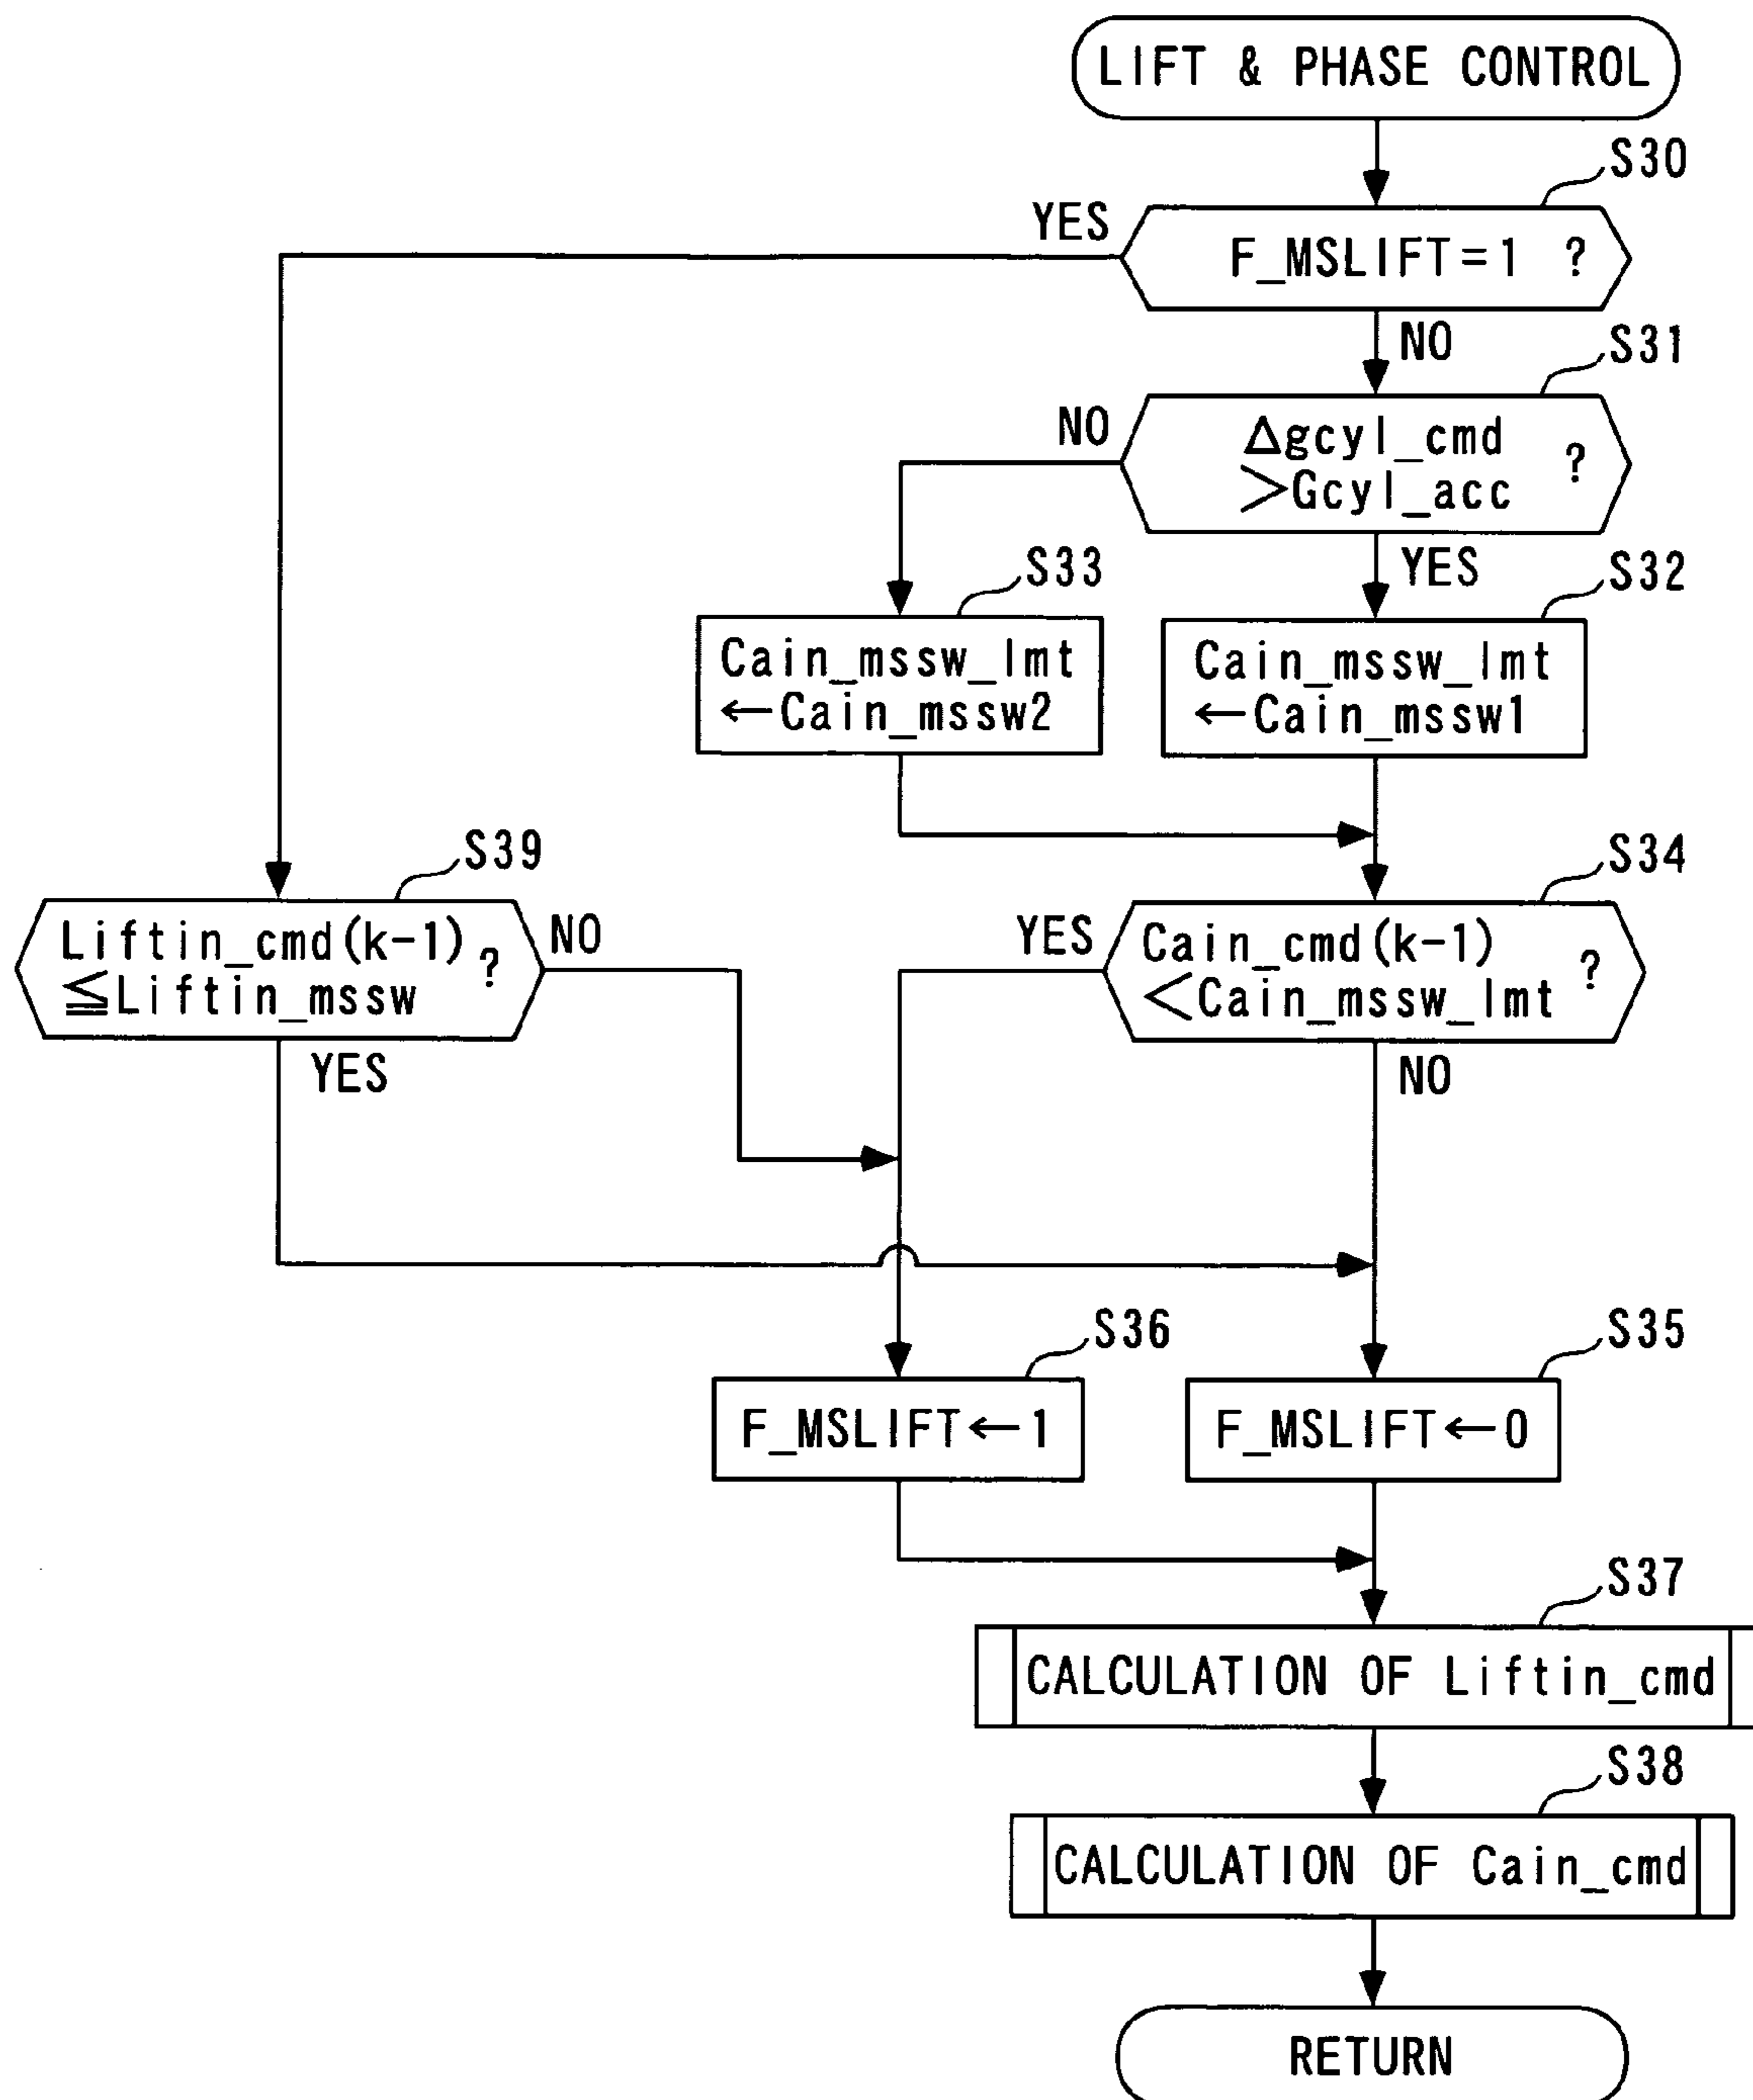 LIFT & PHASE CONTROL
S30
YES
F_MSLIFT=1 ?
NO
S31
NO
Δgcyl_cmd
>Gcyl_acc
?
YES
S33
S32
Cain_mssw_lmt
←Cain_mssw2
Cain_mssw_lmt
←Cain_mssw1
S39
S34
Liftin_cmd(k-1)
≦Liftin_mssw
?
NO
YES
YES
Cain_cmd(k-1)
<Cain_mssw_lmt
?
NO
S36
S35
F_MSLIFT←1
F_MSLIFT←0
S37
CALCULATION OF Liftin_cmd
S38
CALCULATION OF Cain_cmd
RETURN